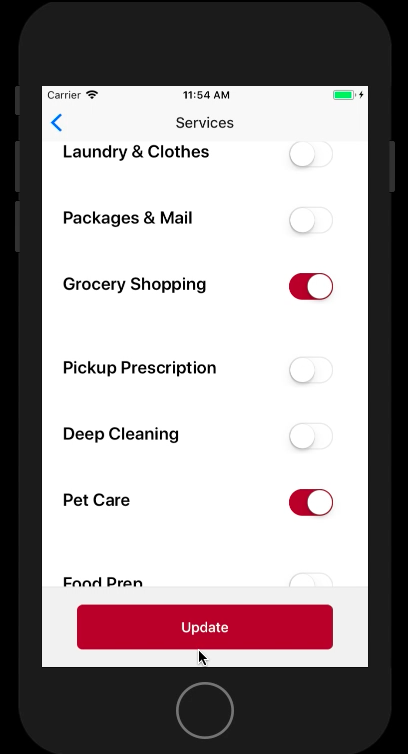 Carrier 11:54 AM
Services
Laundry & Clothes
Packages & Mail
Grocery Shopping
Pickup Prescription
Deep Cleaning
Pet Care
Food Prep
Update